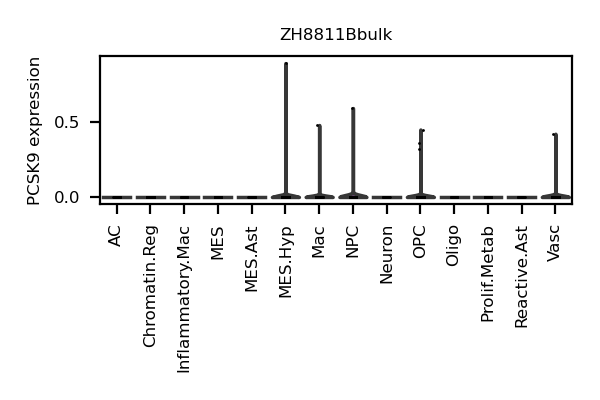 ZH8811Bbulk
PCSK9 expression
0.5
0.0
AC
Chromatin.Reg
Inflammatory.Mac
MES
MES.Ast
MES.Hyp
Mac
NPC
Neuron
OPC
Oligo
Prolif.Metab
Reactive.Ast
Vasc